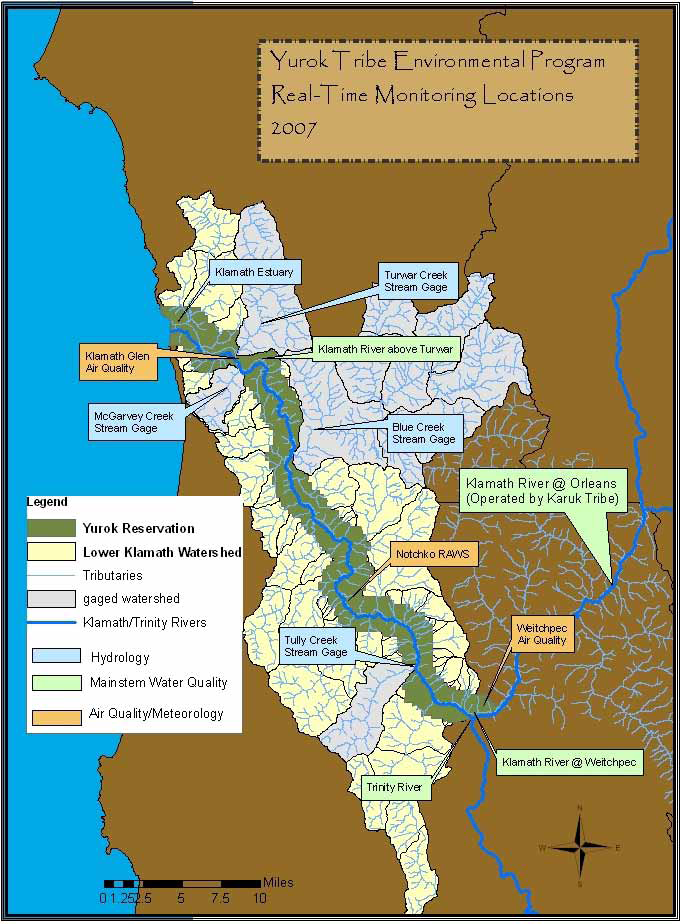 Yurok Tribe Environmental Program
Real-Time Monitoring Locations
2007
Klamath Estuary
Turwar Creek
Stream Gage
Klamath River above Turwar
Klamath Glen
Air Quality
McGarvey Creek
Stream Gage
Blue Creek
Stream Gage
Klamath River @ Orleans
(Operated by Karuk Tribe)
Notchko RAWS
Weitchpec
Air Quality
Tully Creek
Stream Gage
Klamath River @ Weitchpec
Trinity River
Legend
Yurok Reservation
Lower Klamath Watershed
Tributaries
gaged watershed
Klamath/Trinity Rivers
Hydrology
Mainstem Water Quality
Air Quality/Meteorology
N
W E
S
Miles
0 1.25 2.5 5 7.5 10